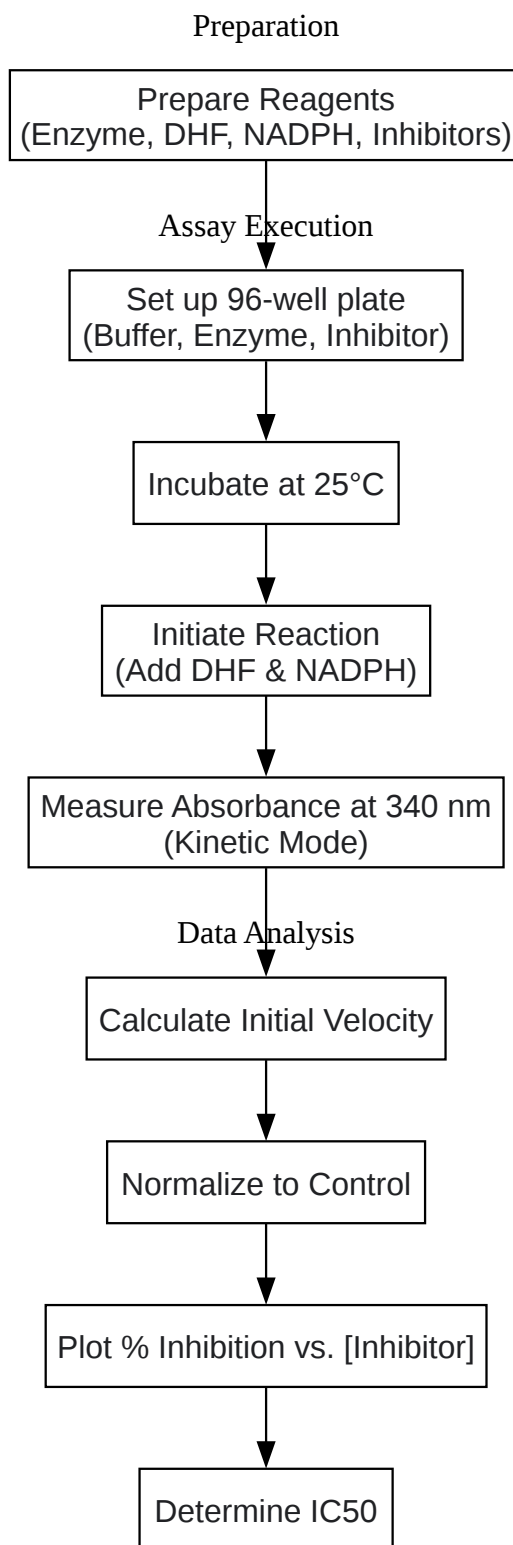 Preparation
Prepare Reagents
(Enzyme, DHF, NADPH, Inhibitors)
Assay Execution
Set up 96-well plate
(Buffer, Enzyme, Inhibitor)
Incubate at 25°C
Initiate Reaction
(Add DHF & NADPH)
Measure Absorbance at 340 nm
(Kinetic Mode)
Data Analysis
Calculate Initial Velocity
Normalize to Control
Plot % Inhibition vs. [Inhibitor]
Determine IC50